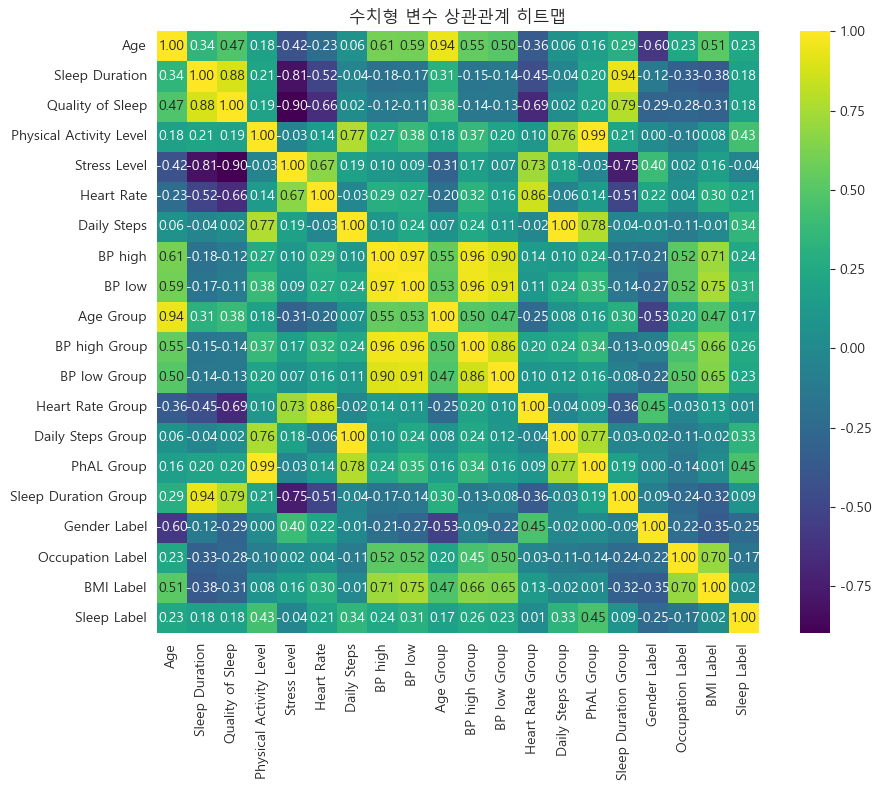 수치형 변수 상관관계 히트맵
Age 1.00 0.34 0.47 0.18 -0.42 -0.23 0.06 0.61 0.59 0.94 0.55 0.50 -0.36 0.06 0.16 0.29 -0.60 0.23 0.51 0.23
Sleep Duration 0.34 1.00 0.88 0.21 -0.81 -0.52 -0.04 -0.18 -0.17 0.31 -0.15 -0.14 -0.45 -0.04 0.20 0.94 -0.12 -0.33 -0.38 0.18
Quality of Sleep 0.47 0.88 1.00 0.19 -0.90 -0.66 0.02 -0.12 -0.11 0.38 -0.14 -0.13 -0.69 0.02 0.20 0.79 -0.29 -0.28 -0.31 0.18
Physical Activity Level 0.18 0.21 0.19 1.00 -0.03 0.14 0.77 0.27 0.38 0.18 0.37 0.20 0.10 0.76 0.99 0.21 0.00 -0.10 0.08 0.43
Stress Level -0.42 -0.81 -0.90 -0.03 1.00 0.67 0.19 0.10 0.09 -0.31 0.17 0.07 0.73 0.18 -0.03 -0.75 0.40 0.02 0.16 -0.04
Heart Rate -0.23 -0.52 -0.66 0.14 0.67 1.00 -0.03 0.29 0.27 -0.20 0.32 0.16 0.86 -0.06 0.14 -0.51 0.22 0.04 0.30 0.21
Daily Steps 0.06 -0.04 0.02 0.77 0.19 -0.03 1.00 0.10 0.24 0.07 0.24 0.11 -0.02 1.00 0.78 -0.04 -0.01 -0.11 -0.01 0.34
BP high 0.61 -0.18 -0.12 0.27 0.10 0.29 0.10 1.00 0.97 0.55 0.96 0.90 0.14 0.10 0.24 -0.17 -0.21 0.52 0.71 0.24
BP low 0.59 -0.17 -0.11 0.38 0.09 0.27 0.24 0.97 1.00 0.53 0.96 0.91 0.11 0.24 0.35 -0.14 -0.27 0.52 0.75 0.31
Age Group 0.94 0.31 0.38 0.18 -0.31 -0.20 0.07 0.55 0.53 1.00 0.50 0.47 -0.25 0.08 0.16 0.30 -0.53 0.20 0.47 0.17
BP high Group 0.55 -0.15 -0.14 0.37 0.17 0.32 0.24 0.96 0.96 0.50 1.00 0.86 0.20 0.24 0.34 -0.13 -0.09 0.45 0.66 0.26
BP low Group 0.50 -0.14 -0.13 0.20 0.07 0.16 0.11 0.90 0.91 0.47 0.86 1.00 0.10 0.12 0.16 -0.08 -0.22 0.50 0.65 0.23
Heart Rate Group -0.36 -0.45 -0.69 0.10 0.73 0.86 -0.02 0.14 0.11 -0.25 0.20 0.10 1.00 -0.04 0.09 -0.36 0.45 -0.03 0.13 0.01
Daily Steps Group 0.06 -0.04 0.02 0.76 0.18 -0.06 1.00 0.10 0.24 0.08 0.24 0.12 -0.04 1.00 0.77 -0.03 -0.02 -0.11 -0.02 0.33
PhAL Group 0.16 0.20 0.20 0.99 -0.03 0.14 0.78 0.24 0.35 0.16 0.34 0.16 0.09 0.77 1.00 0.19 0.00 -0.14 0.01 0.45
Sleep Duration Group 0.29 0.94 0.79 0.21 -0.75 -0.51 -0.04 -0.17 -0.14 0.30 -0.13 -0.08 -0.36 -0.03 0.19 1.00 -0.09 -0.24 -0.32 0.09
Gender Label -0.60 -0.12 -0.29 0.00 0.40 0.22 -0.01 -0.21 -0.27 -0.53 -0.09 -0.22 0.45 -0.02 0.00 -0.09 1.00 -0.22 -0.35 -0.25
Occupation Label 0.23 -0.33 -0.28 -0.10 0.02 0.04 -0.11 0.52 0.52 0.20 0.45 0.50 -0.03 -0.11 -0.14 -0.24 -0.22 1.00 0.70 -0.17
BMI Label 0.51 -0.38 -0.31 0.08 0.16 0.30 -0.01 0.71 0.75 0.47 0.66 0.65 0.13 -0.02 0.01 -0.32 -0.35 0.70 1.00 0.02
Sleep Label 0.23 0.18 0.18 0.43 -0.04 0.21 0.34 0.24 0.31 0.17 0.26 0.23 0.01 0.33 0.45 0.09 -0.25 -0.17 0.02 1.00
Age
Sleep Duration
Quality of Sleep
Physical Activity Level
Stress Level
Heart Rate
Daily Steps
BP high
BP low
Age Group
BP high Group
BP low Group
Heart Rate Group
Daily Steps Group
PhAL Group
Sleep Duration Group
Gender Label
Occupation Label
BMI Label
Sleep Label
1.00
0.75
0.50
0.25
0.00
-0.25
-0.50
-0.75